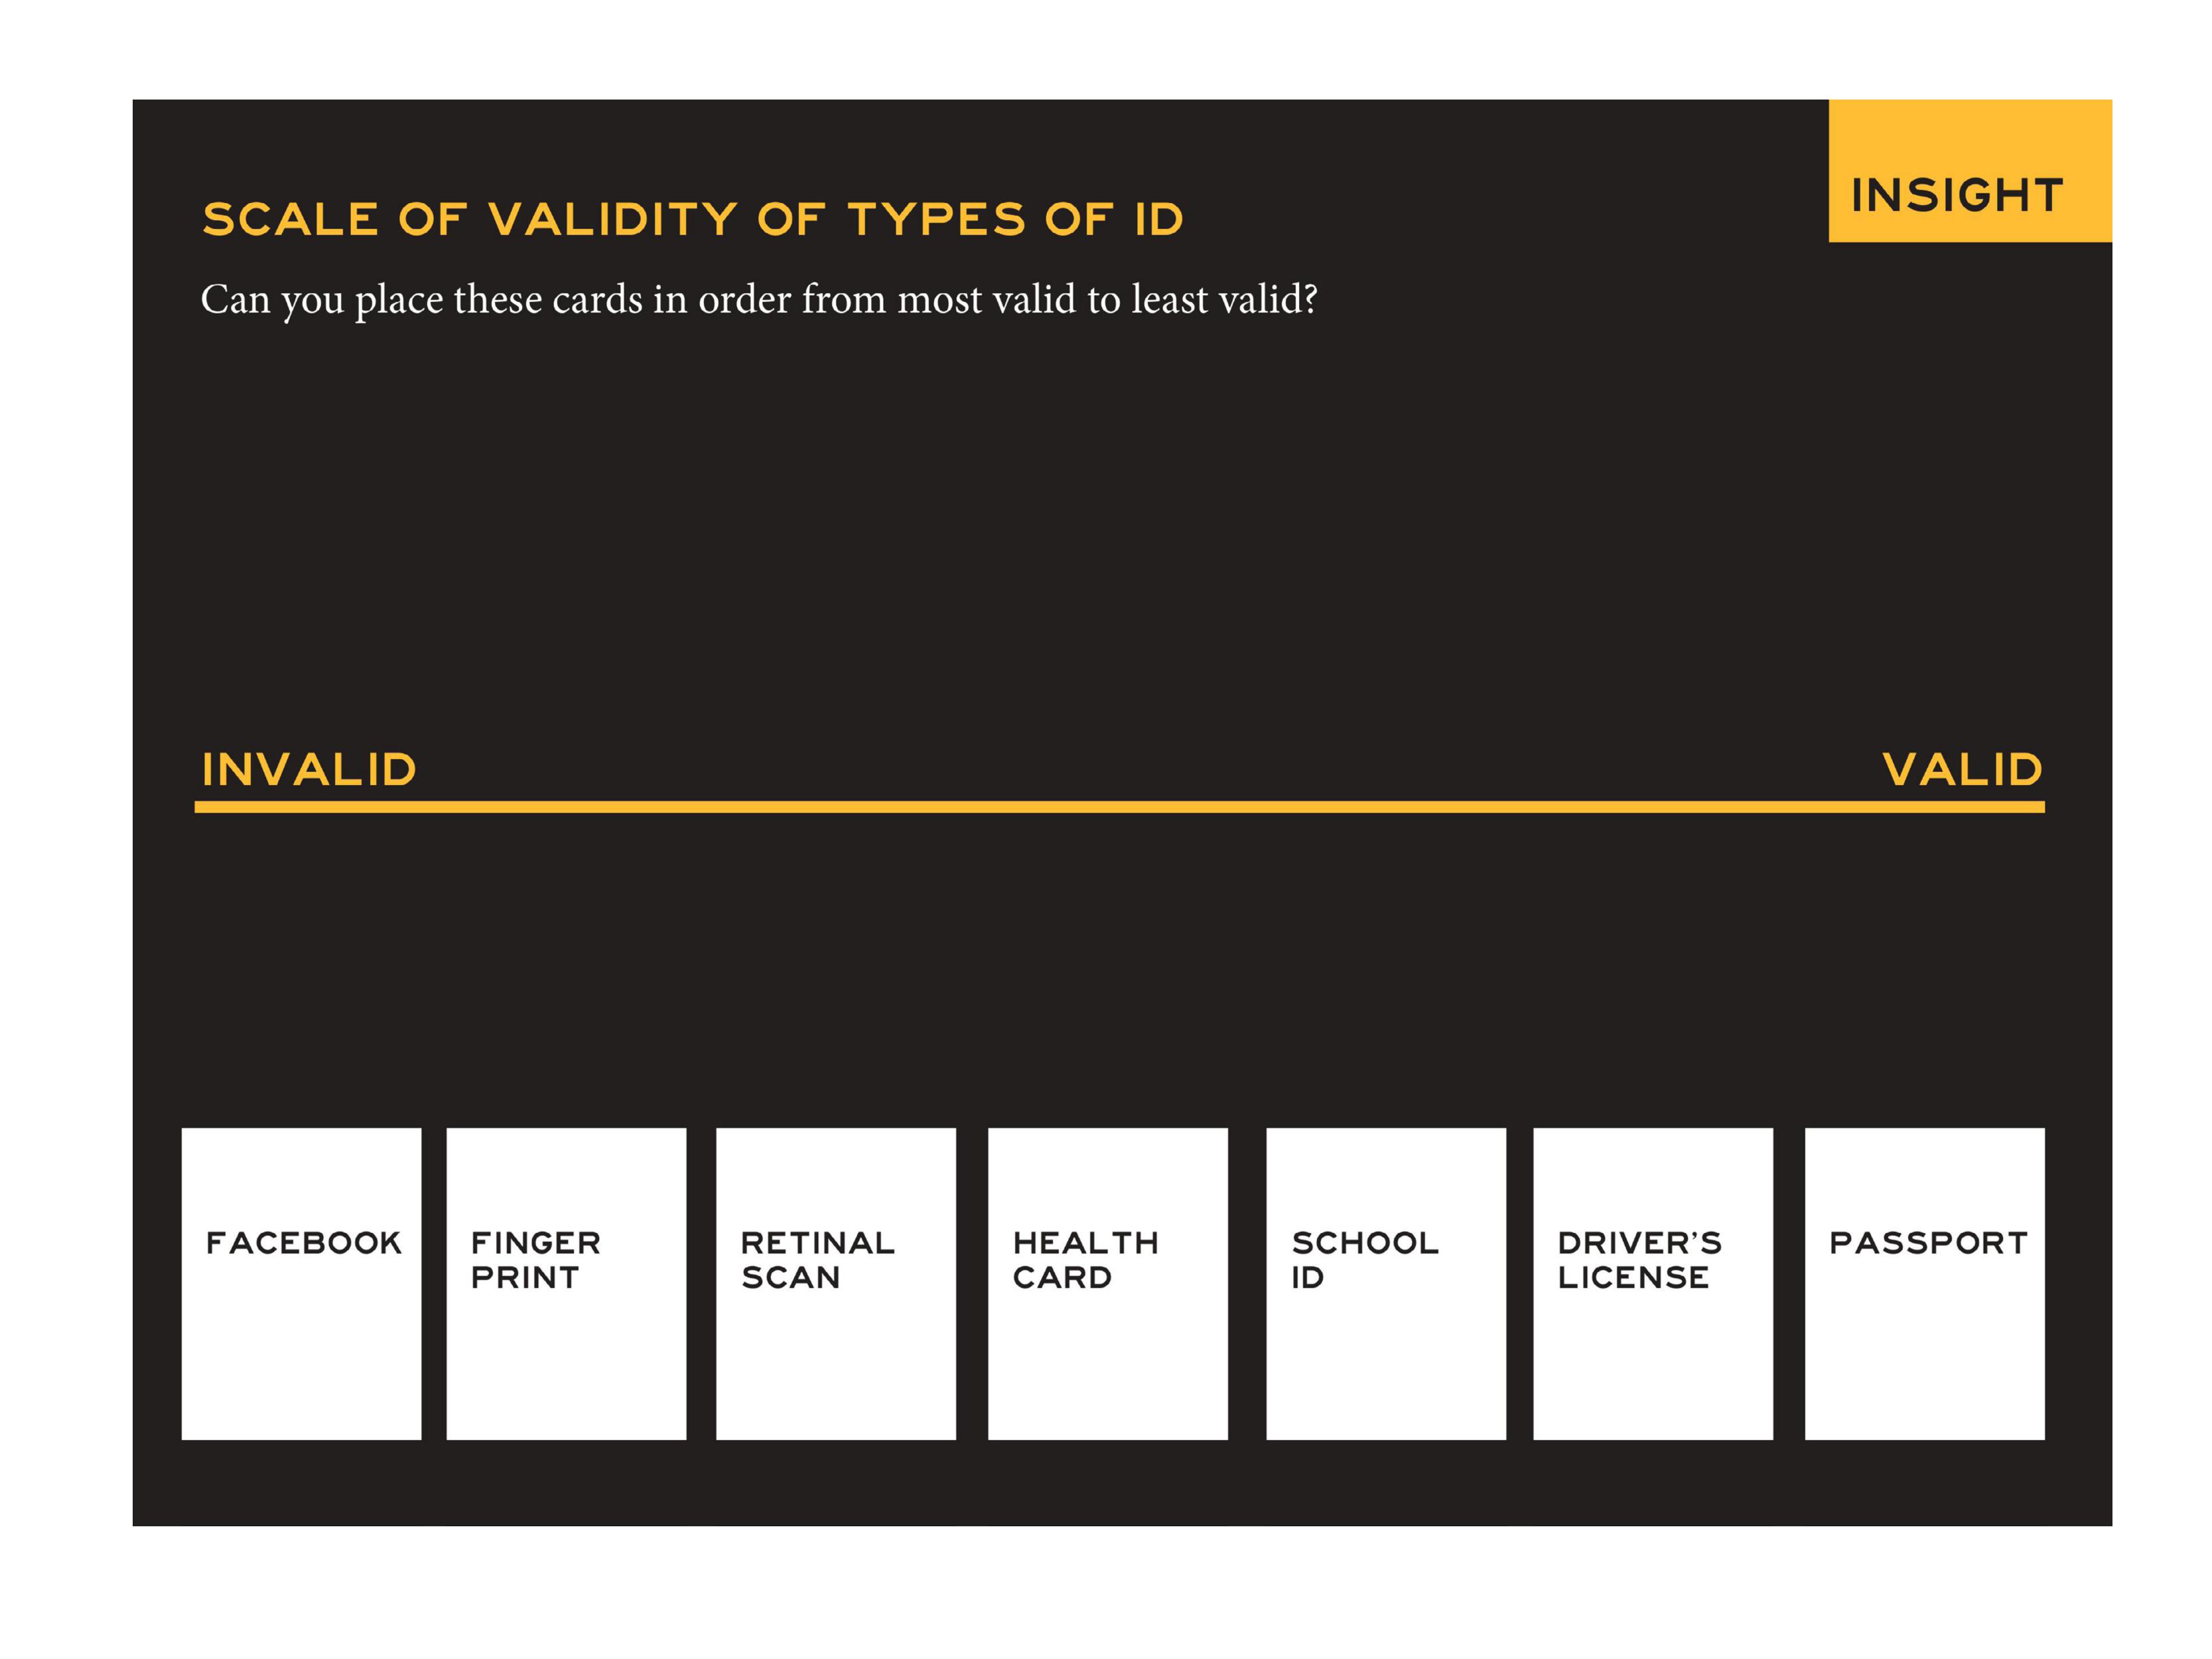 INSIGHT
SCALE OF VALIDITY OF TYPES OF ID
Can you place these cards in order from most valid to least valid?
INVALID
VALID
FACEBOOK
FINGER
PRINT
RETINAL
SCAN
HEALTH
CARD
SCHOOL
ID
DRIVER’S
LICENSE
PASSPORT